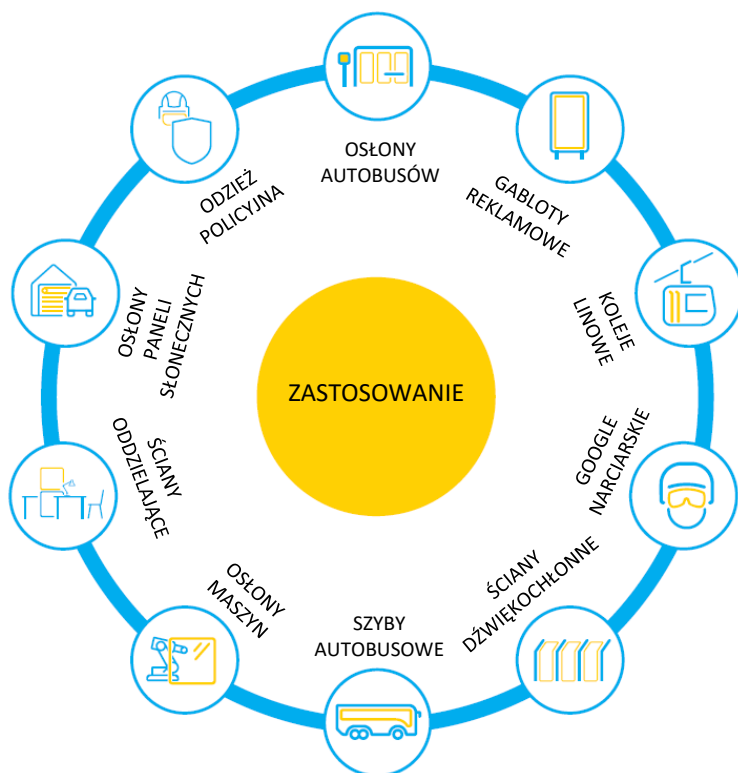 OSŁONY
AUTOBUSÓW
GABLOTY
REKLAMOWE
KOLEJE
LINOWE
GOOGLE
NARCIARSKIE
ŚCIANY
DŹWIĘKOCHŁONNE
SZYBY
AUTOBUSOWE
OSŁONY
MASZYN
ŚCIANY
ODDZIELAJĄCE
OSŁONY
PANELI
SŁONECZNYCH
ODZIEŻ
POLICYJNA
ZASTOSOWANIE